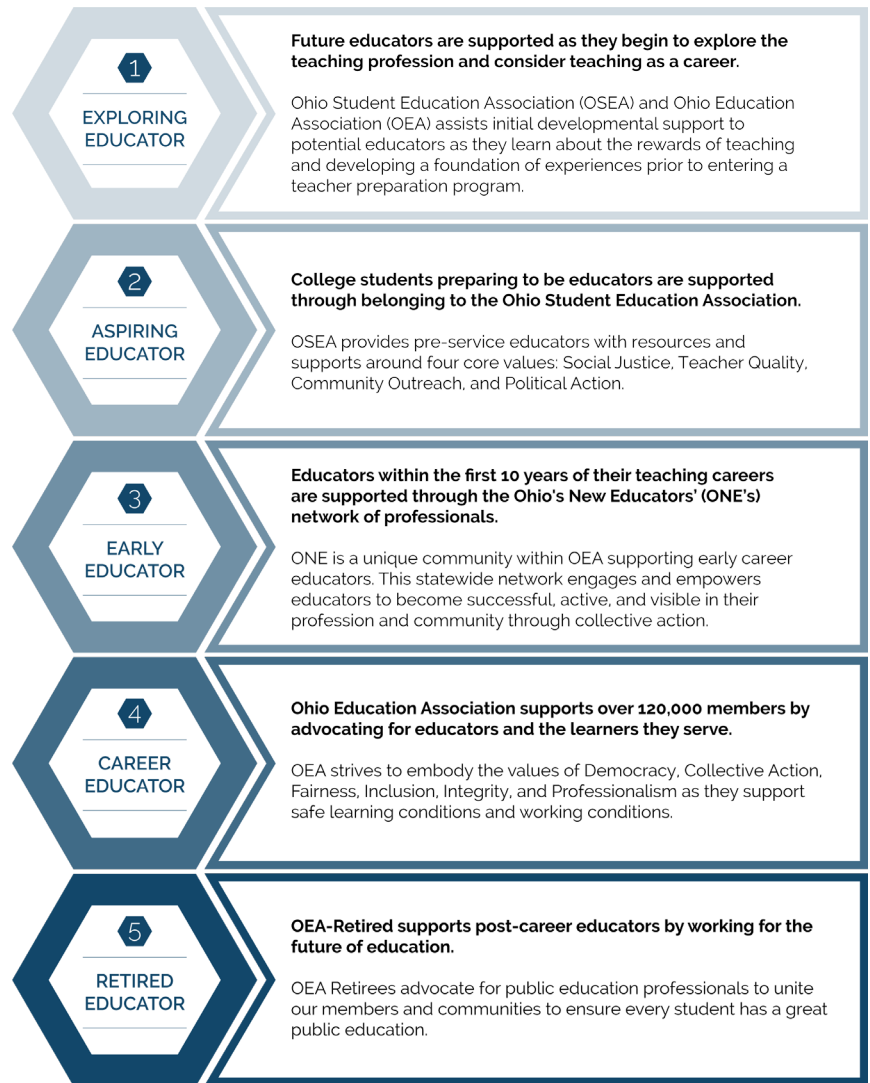 1
EXPLORING
EDUCATOR
Future educators are supported as they begin to explore the
teaching profession and consider teaching as a career.
Ohio Student Education Association (OSEA) and Ohio Education
Association (OEA) assists initial developmental support to
potential educators as they learn about the rewards of teaching
and developing a foundation of experiences prior to entering a
teacher preparation program.
2
ASPIRING
EDUCATOR
College students preparing to be educators are supported
through belonging to the Ohio Student Education Association.
OSEA provides pre-service educators with resources and
supports around four core values: Social Justice, Teacher Quality,
Community Outreach, and Political Action.
3
EARLY
EDUCATOR
Educators within the first 10 years of their teaching careers
are supported through the Ohio's New Educators’ (ONE’s)
network of professionals.
ONE is a unique community within OEA supporting early career
educators. This statewide network engages and empowers
educators to become successful, active, and visible in their
profession and community through collective action.
4
CAREER
EDUCATOR
Ohio Education Association supports over 120,000 members by
advocating for educators and the learners they serve.
OEA strives to embody the values of Democracy, Collective Action,
Fairness, Inclusion, Integrity, and Professionalism as they support
safe learning conditions and working conditions.
5
RETIRED
EDUCATOR
OEA-Retired supports post-career educators by working for the
future of education.
OEA Retirees advocate for public education professionals to unite
our members and communities to ensure every student has a great
public education.